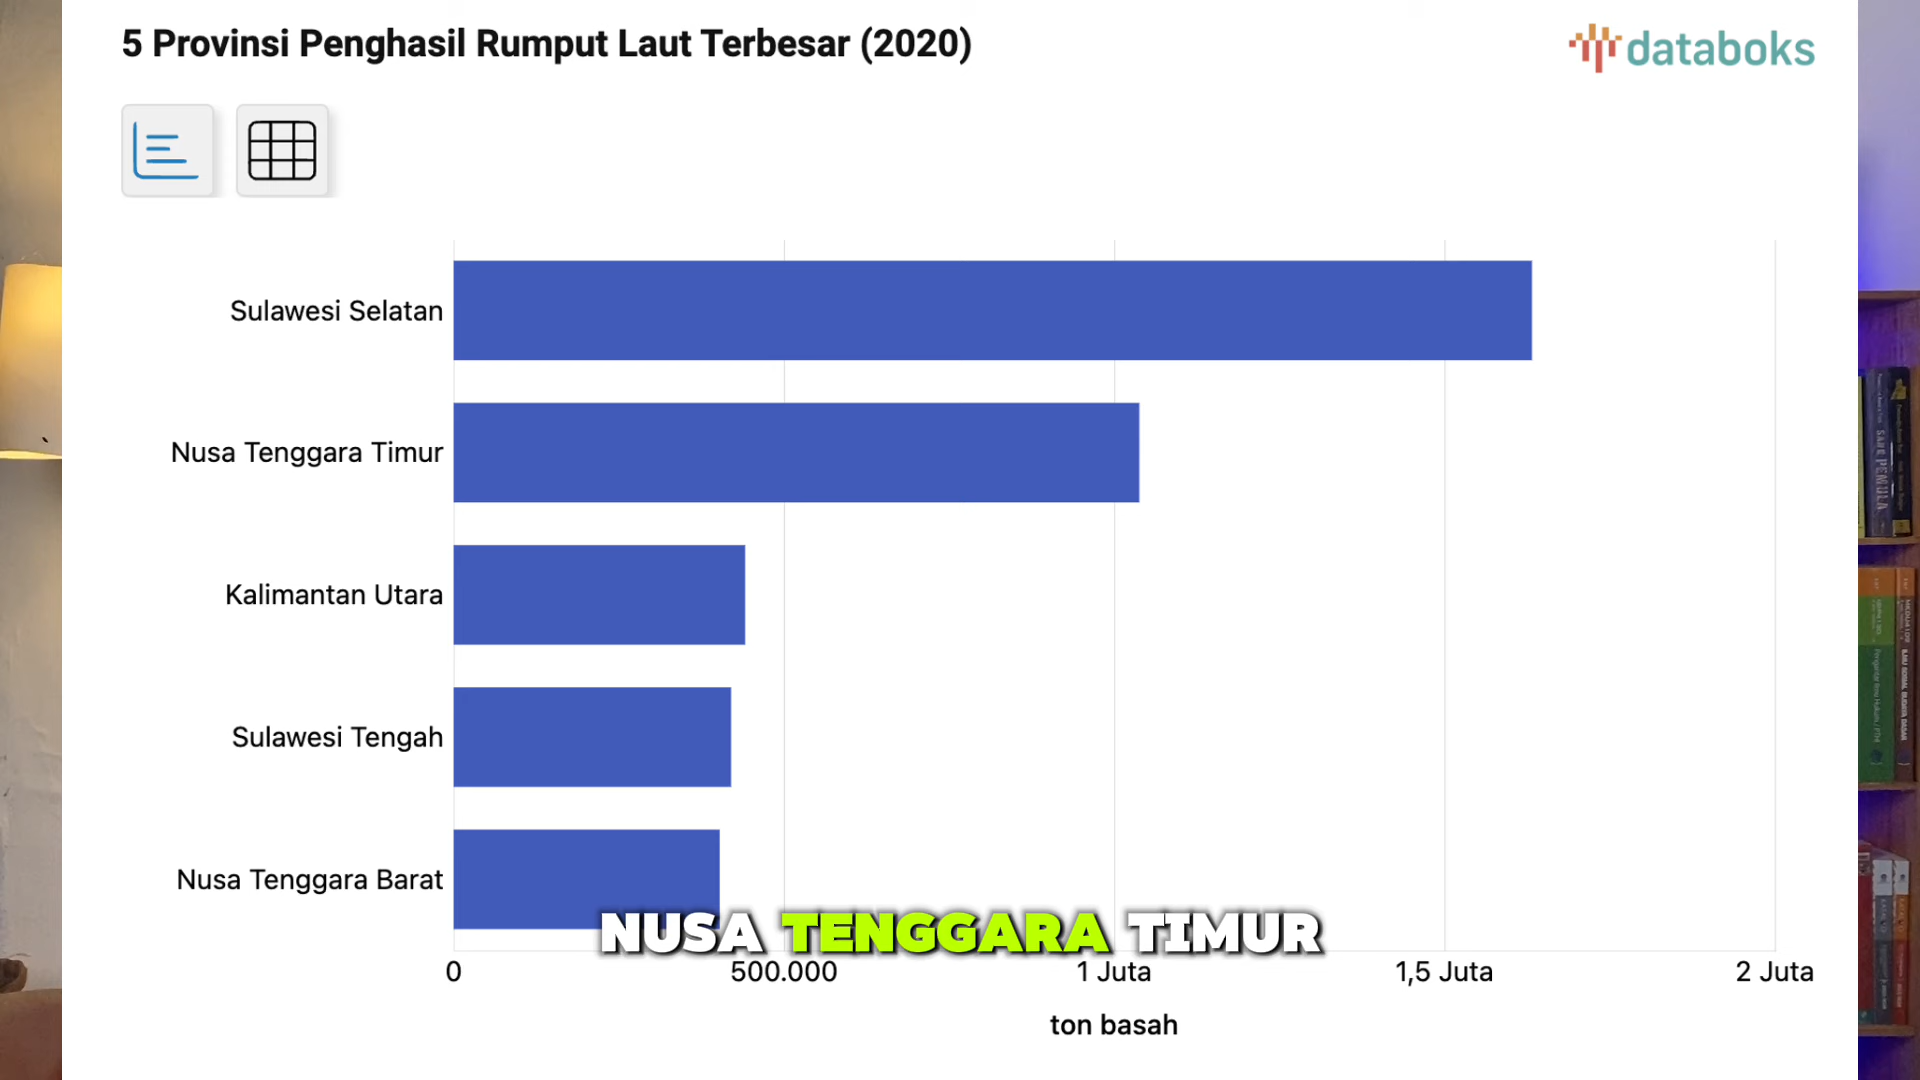 5 Provinsi Penghasil Rumput Laut Terbesar (2020)
databoks
Sulawesi Selatan
Nusa Tenggara Timur
Kalimantan Utara
Sulawesi Tengah
Nusa Tenggara Barat
NUSA TENGGARA TIMUR
0 500.000 1 Juta 1,5 Juta 2 Juta
ton basah